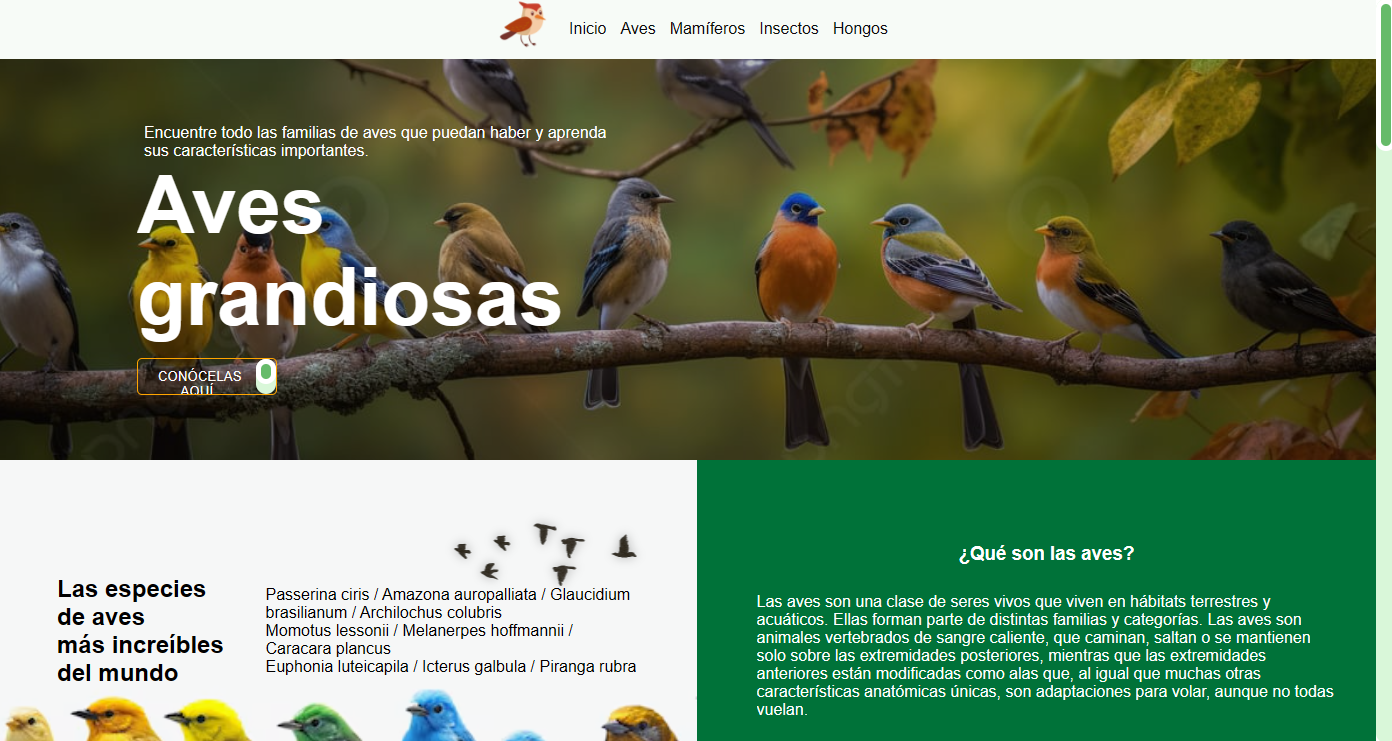 Inicio Aves Mamíferos Insectos Hongos
Encuentre todo las familias de aves que puedan haber y aprenda
sus características importantes.
Aves
grandiosas
CONÓCELAS
AQUÍ
Las especies
de aves
más increíbles
del mundo
Passerina ciris / Amazona auropalliata / Glaucidium
brasilianum / Archilochus colubris
Momotus lessonii / Melanerpes hoffmannii /
Caracara plancus
Euphonia luteicapila / Icterus galbula / Piranga rubra
¿Qué son las aves?
Las aves son una clase de seres vivos que viven en hábitats terrestres y
acuáticos. Ellas forman parte de distintas familias y categorías. Las aves son
animales vertebrados de sangre caliente, que caminan, saltan o se mantienen
solo sobre las extremidades posteriores, mientras que las extremidades
anteriores están modificadas como alas que, al igual que muchas otras
características anatómicas únicas, son adaptaciones para volar, aunque no todas
vuelan.